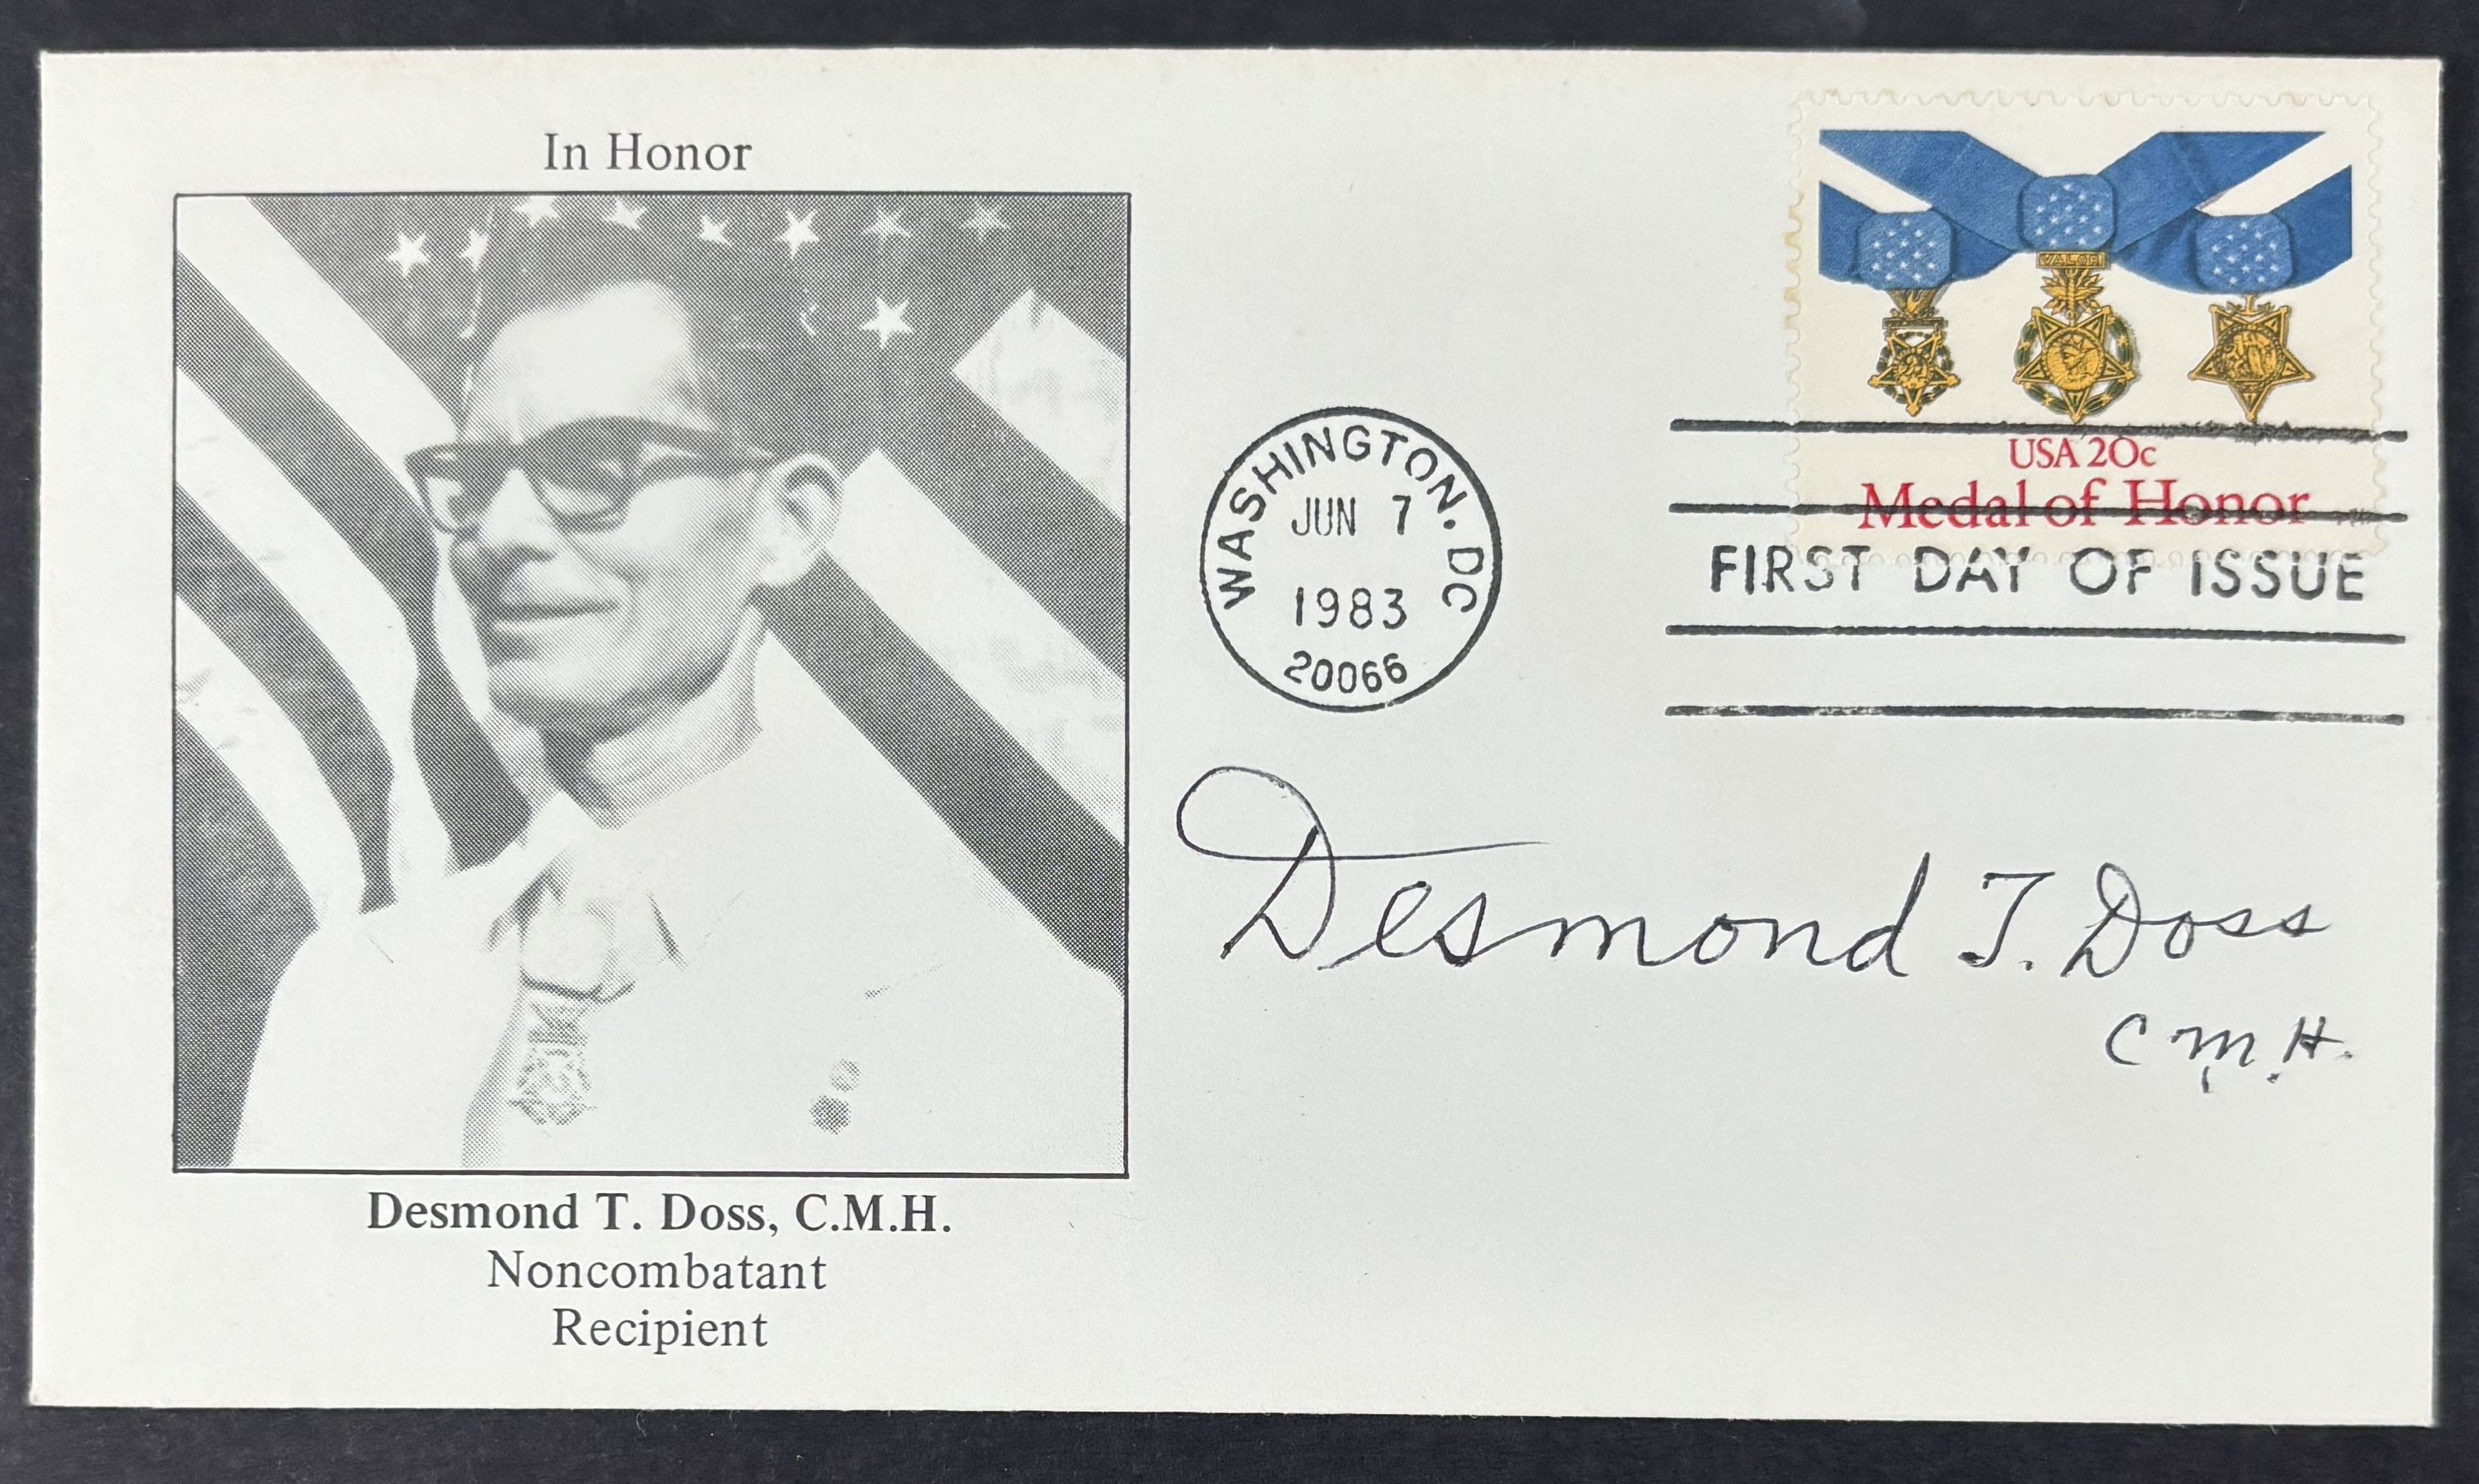 In Honor
VALOR
USA 20c
Medal of Honor
WASHINGTON. DC
JUN 7
1983
20066
FIRST DAY OF ISSUE
Desmond T. Doss
C.M.H.
Desmond T. Doss, C.M.H.
Noncombatant
Recipient